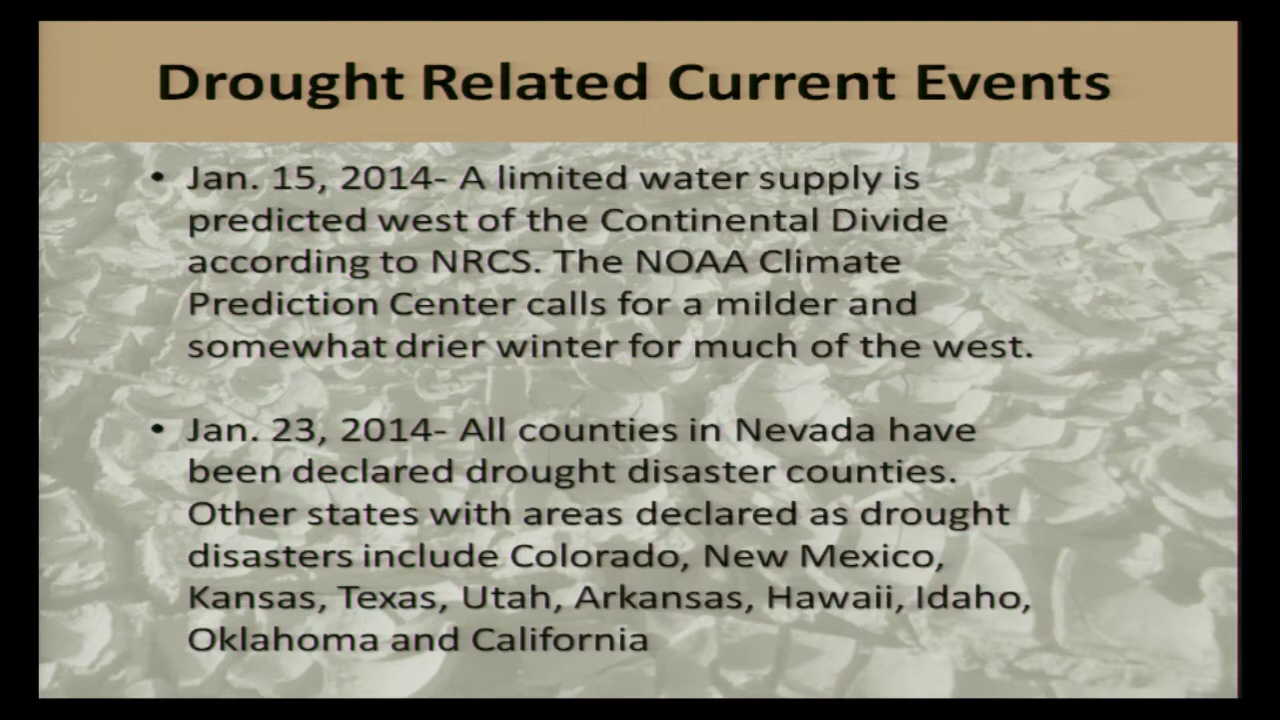 Drought Related Current Events
• Jan. 15, 2014- A limited water supply is
predicted west of the Continental Divide
according to NRCS. The NOAA Climate
Prediction Center calls for a milder and
somewhat drier winter for much of the west.
• Jan. 23, 2014- All counties in Nevada have
been declared drought disaster counties.
Other states with areas declared as drought
disasters include Colorado, New Mexico,
Kansas, Texas, Utah, Arkansas, Hawaii, Idaho,
Oklahoma and California